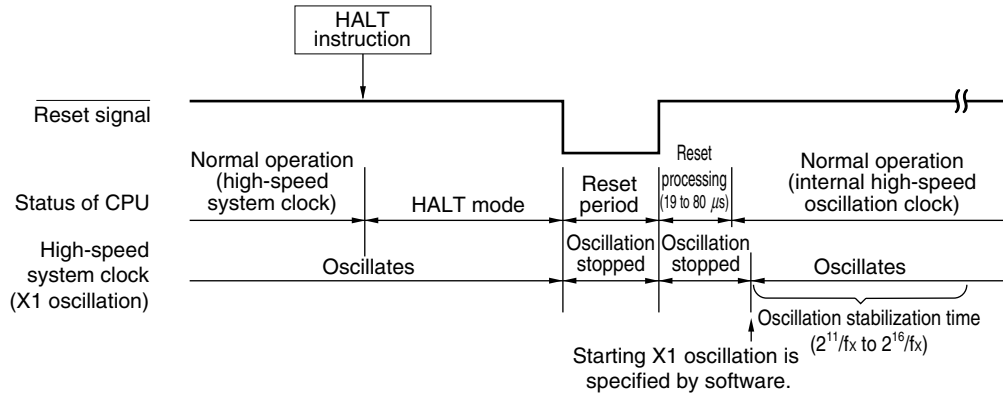 HALT
instruction
Reset signal
Normal operation
(high-speed
system clock)
Status of CPU
HALT mode
Reset
period
Reset
processing
(19 to 80 μs)
Normal operation
(internal high-speed
oscillation clock)
High-speed
system clock
(X1 oscillation)
Oscillates
Oscillation
stopped
Oscillation
stopped
Oscillates
Oscillation stabilization time
(2¹¹/fx to 2¹⁶/fx)
Starting X1 oscillation is
specified by software.